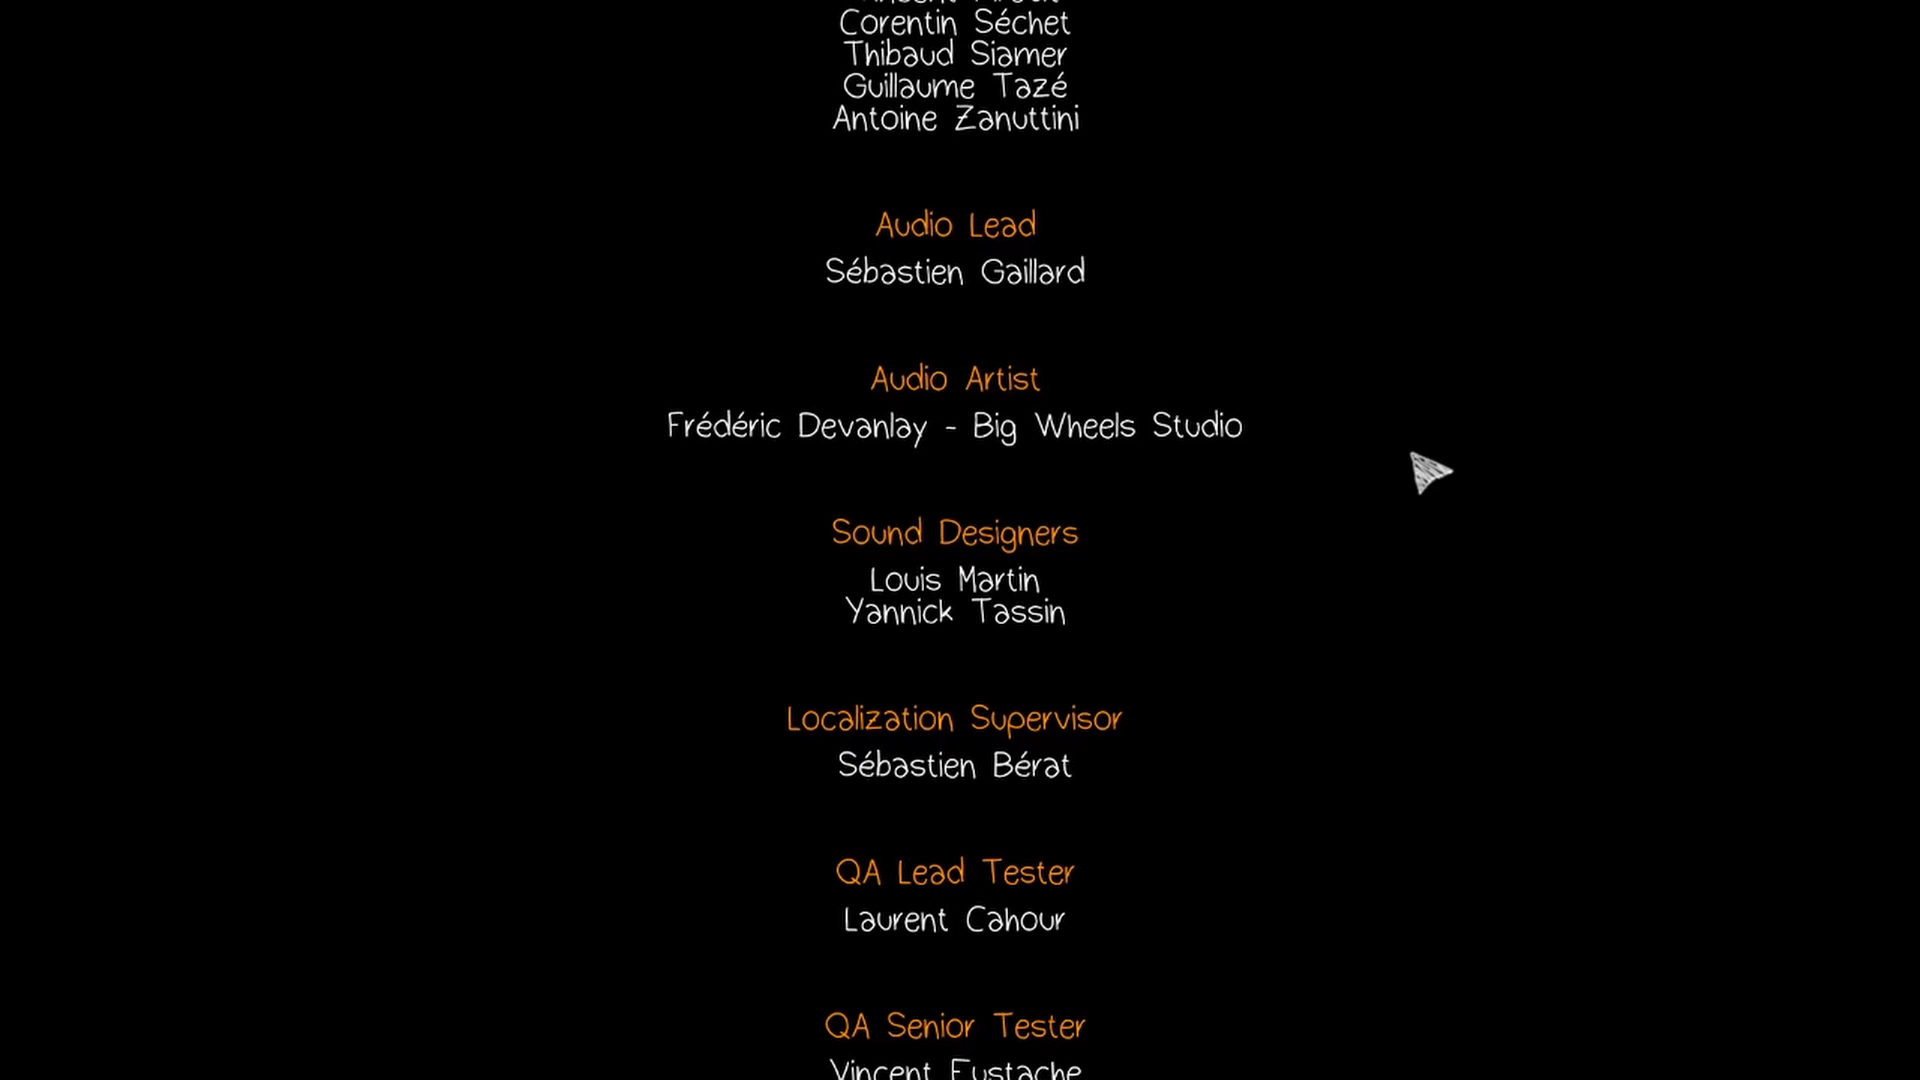 Corentin Séchet
Thibaud Siamer
Guillaume Tazé
Antoine Zanuttini
Audio Lead
Sébastien Gaillard
Audio Artist
Frédéric Devanlay - Big Wheels Studio
Sound Designers
Louis Martin
Yannick Tassin
Localization Supervisor
Sébastien Bérat
QA Lead Tester
Laurent Cahour
QA Senior Tester
Vincent Eustache